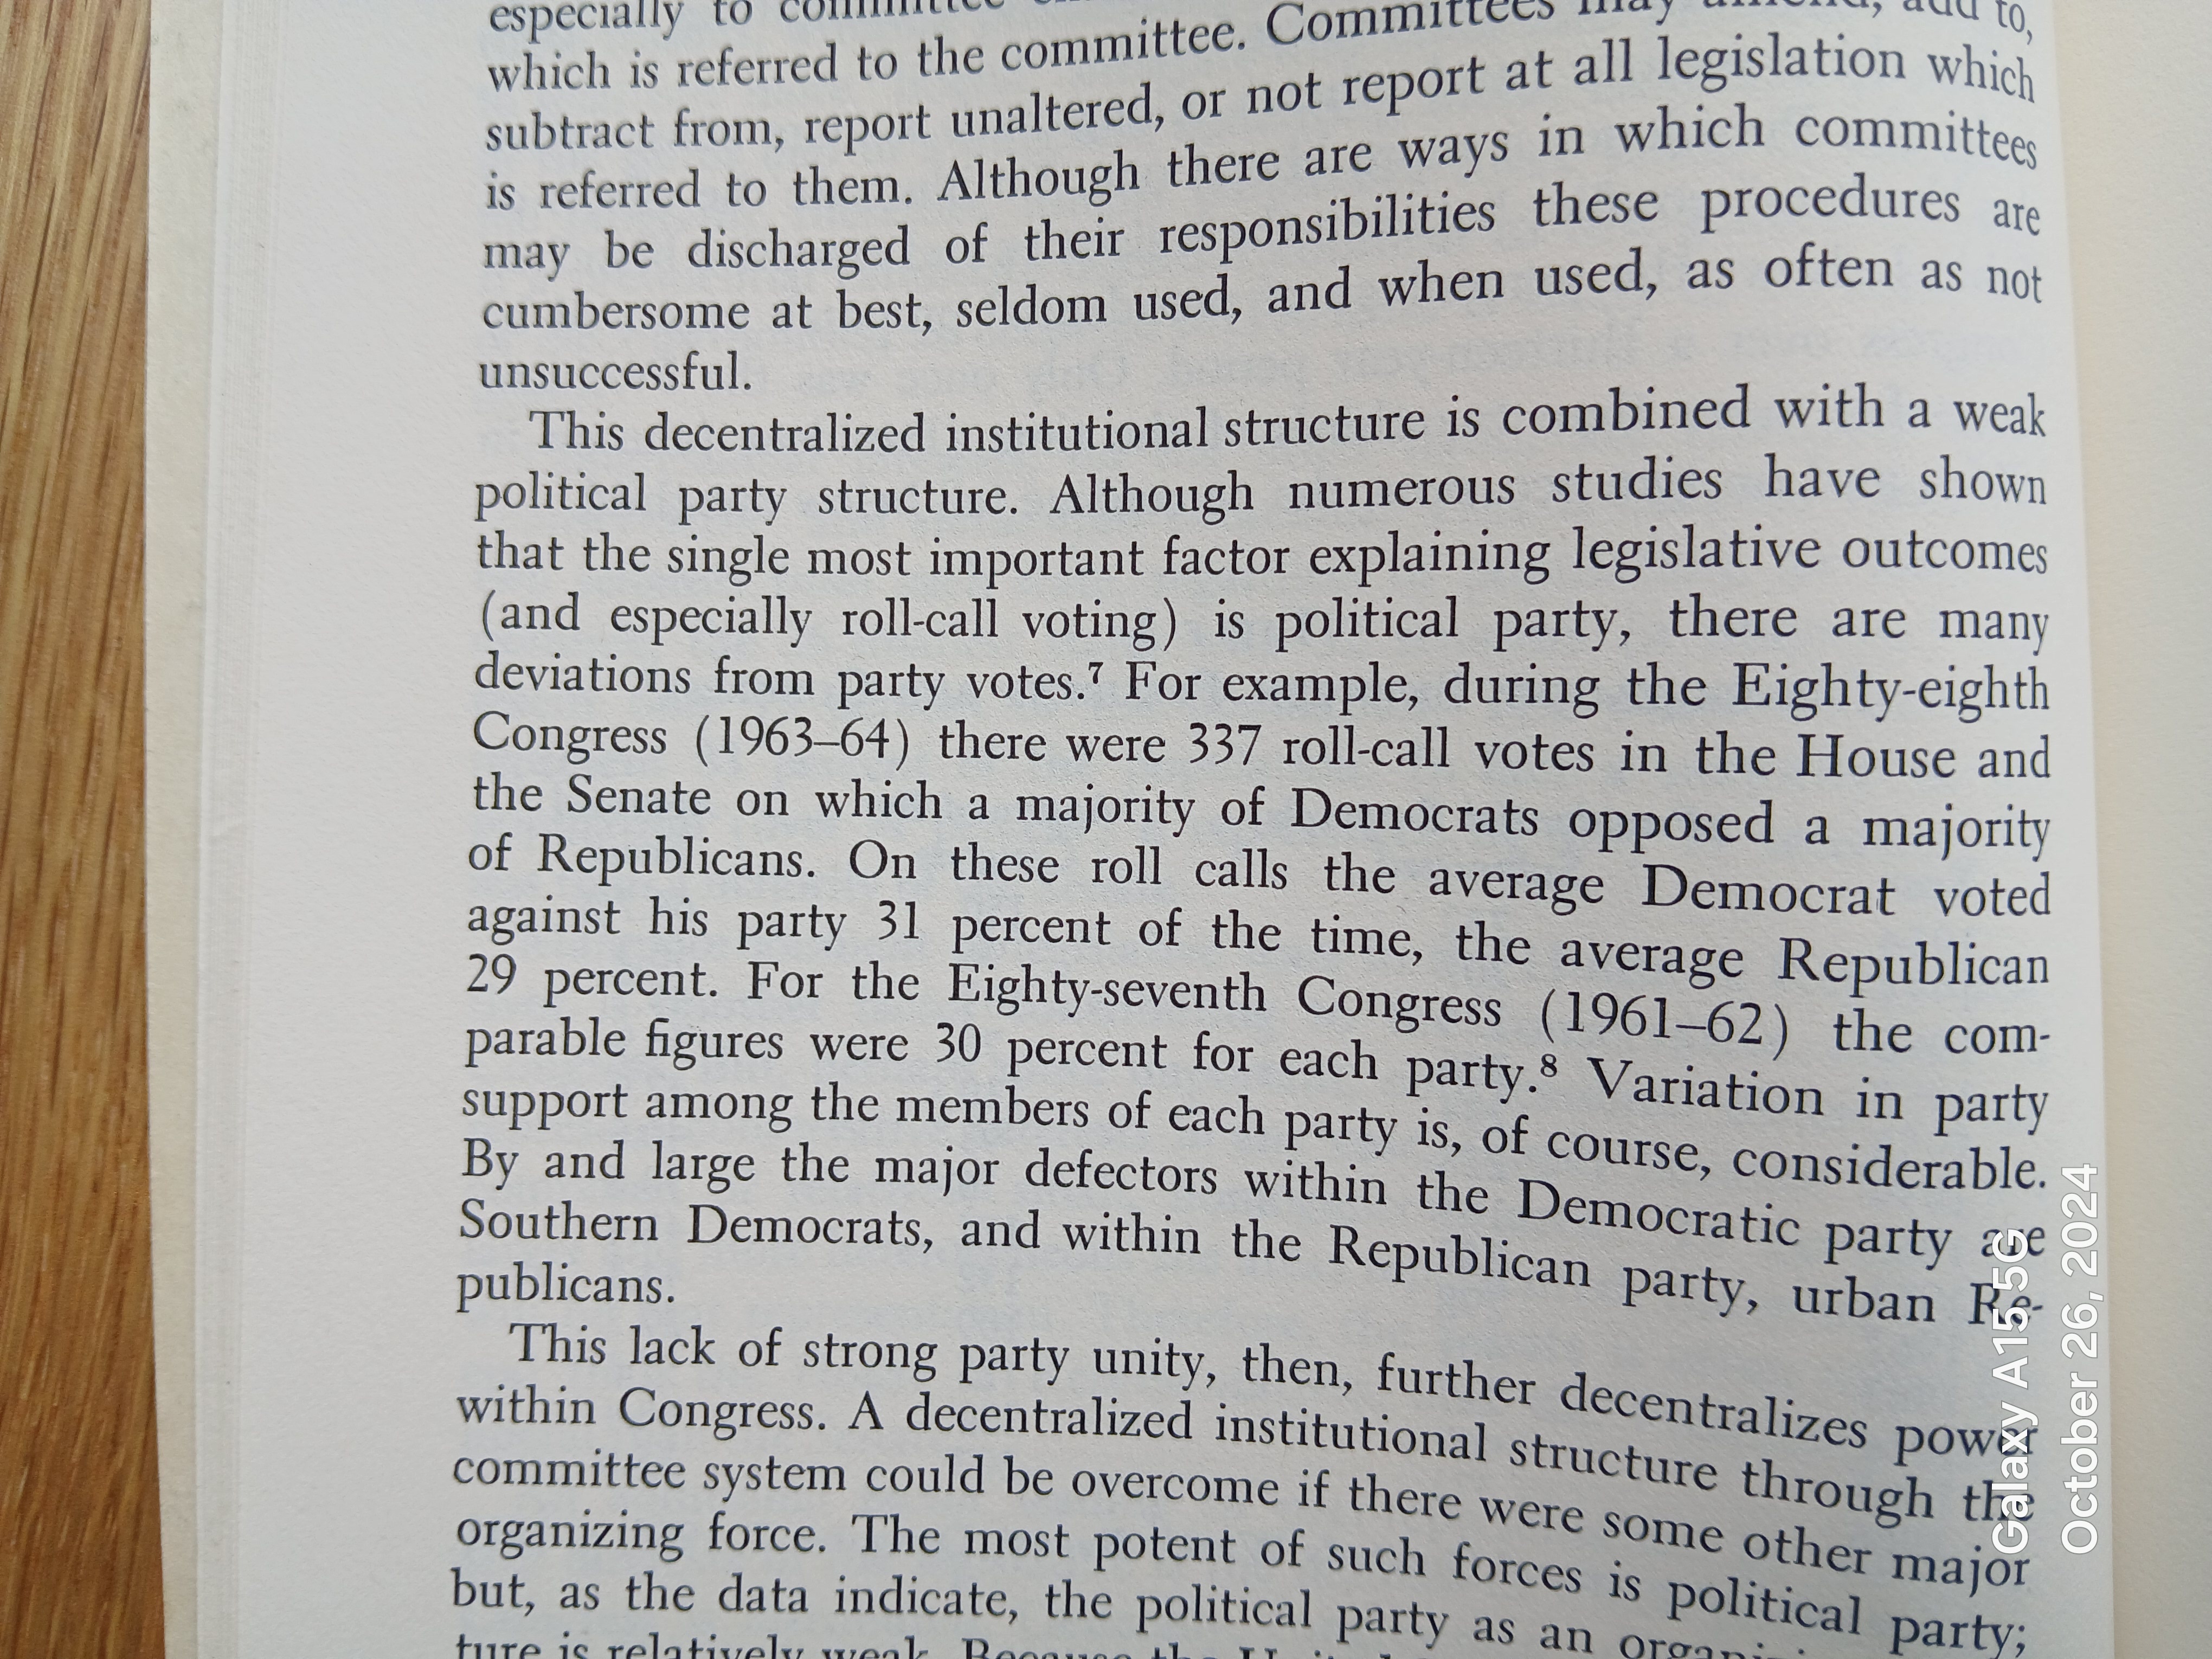 especially to committee
which is referred to the committee. Committees may amend, add to,
subtract from, report unaltered, or not report at all legislation which
is referred to them. Although there are ways in which committees
may be discharged of their responsibilities these procedures are
cumbersome at best, seldom used, and when used, as often as not
unsuccessful.
This decentralized institutional structure is combined with a weak
political party structure. Although numerous studies have shown
that the single most important factor explaining legislative outcomes
(and especially roll-call voting) is political party, there are many
deviations from party votes.⁷ For example, during the Eighty-eighth
Congress (1963–64) there were 337 roll-call votes in the House and
the Senate on which a majority of Democrats opposed a majority
of Republicans. On these roll calls the average Democrat voted
against his party 31 percent of the time, the average Republican
29 percent. For the Eighty-seventh Congress (1961–62) the com-
parable figures were 30 percent for each party.⁸ Variation in party
support among the members of each party is, of course, considerable.
By and large the major defectors within the Democratic party are
Southern Democrats, and within the Republican party, urban Re-
publicans.
This lack of strong party unity, then, further decentralizes power
within Congress. A decentralized institutional structure through the
committee system could be overcome if there were some other major
organizing force. The most potent of such forces is political party;
but, as the data indicate, the political party as an
ture is relatively weak. Because the
Galaxy A15 5G
October 26, 2024